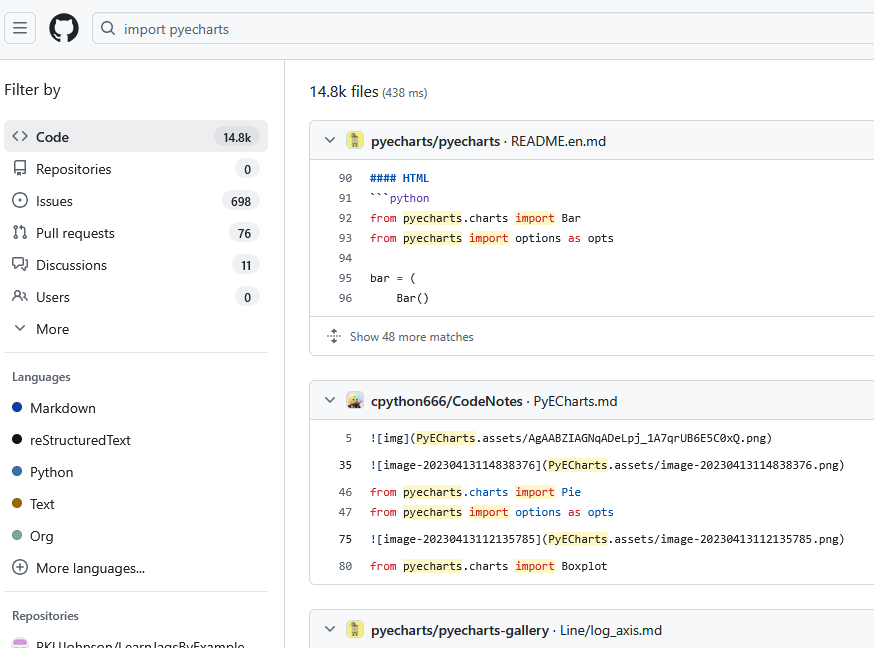 import pyecharts
Filter by
Code 14.8k
Repositories 0
Issues 698
Pull requests 76
Discussions 11
Users 0
More
Languages
Markdown
reStructuredText
Python
Text
Org
More languages...
Repositories
PKUJohnson/LearnJaqsByExample
14.8k files (438 ms)
pyecharts/pyecharts · README.en.md
90 #### HTML
91 ```python
92 from pyecharts.charts import Bar
93 from pyecharts import options as opts
94
95 bar = (
96     Bar()
Show 48 more matches
cpython666/CodeNotes · PyECharts.md
5 ![img](PyECharts.assets/AgAABZIAGNqADeLpj_1A7qrUB6E5C0xQ.png)
35 ![image-20230413114838376](PyECharts.assets/image-20230413114838376.png)
46 from pyecharts.charts import Pie
47 from pyecharts import options as opts
75 ![image-20230413112135785](PyECharts.assets/image-20230413112135785.png)
80 from pyecharts.charts import Boxplot
pyecharts/pyecharts-gallery · Line/log_axis.md